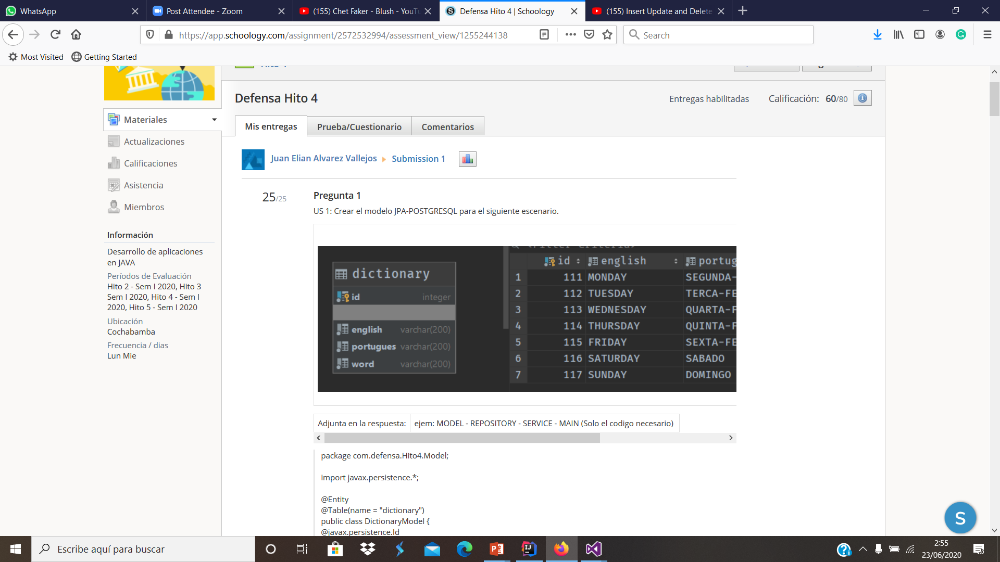 WhatsApp
Post Attendee - Zoom
(155) Chet Faker - Blush - YouTu
Defensa Hito 4 | Schoology
(155) Insert Update and Delete
https://app.schoology.com/assignment/2572532994/assessment_view/1255244138
Search
Most Visited
Getting Started
Defensa Hito 4
Entregas habilitadas
Calificación: 60/80
Materiales
Mis entregas
Prueba/Cuestionario
Comentarios
Actualizaciones
Calificaciones
Asistencia
Miembros
Juan Elian Alvarez Vallejos
Submission 1
Información
Desarrollo de aplicaciones
en JAVA
Períodos de Evaluación
Hito 2 - Sem I 2020, Hito 3
Sem I 2020, Hito 4 - Sem I
2020, Hito 5 - Sem I 2020
Ubicación
Cochabamba
Frecuencia / dias
Lun Mie
25/25
Pregunta 1
US 1: Crear el modelo JPA-POSTGRESQL para el siguiente escenario.
dictionary
id integer
english varchar(200)
portugues varchar(200)
word varchar(200)
id english portug
1 111 MONDAY SEGUNDA-
2 112 TUESDAY TERCA-FE
3 113 WEDNESDAY QUARTA-F
4 114 THURSDAY QUINTA-F
5 115 FRIDAY SEXTA-FE
6 116 SATURDAY SABADO
7 117 SUNDAY DOMINGO
Adjunta en la respuesta: ejem: MODEL - REPOSITORY - SERVICE - MAIN (Solo el codigo necesario)
package com.defensa.Hito4.Model;
import javax.persistence.*;
@Entity
@Table(name = "dictionary")
public class DictionaryModel {
@javax.persistence.Id
S
Escribe aquí para buscar
2:55
23/06/2020